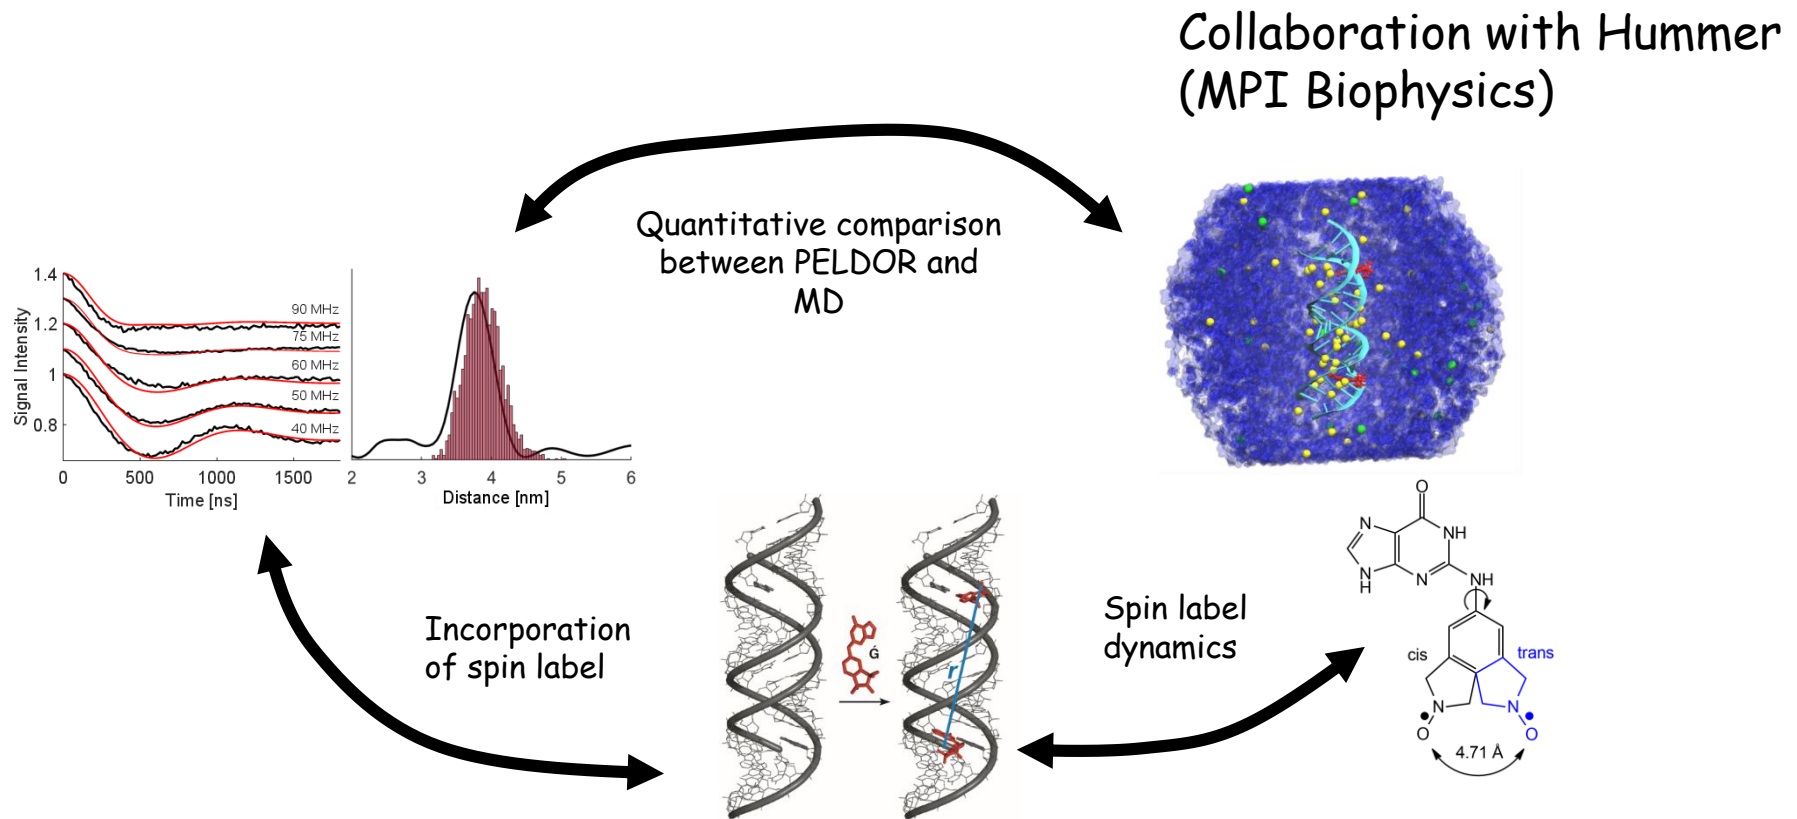 Collaboration with Hummer
(MPI Biophysics)
Quantitative comparison
between PELDOR and
MD
Signal Intensity
1.4
1.2
1
0.8
90 MHz
75 MHz
60 MHz
50 MHz
40 MHz
0
500
1000
1500
Time [ns]
2
3
4
5
6
Distance [nm]
Incorporation
of spin label
Ġ
r
Spin label
dynamics
O
N
NH
N
H
N
NH
cis
trans
N
N
O
O
4.71 Å